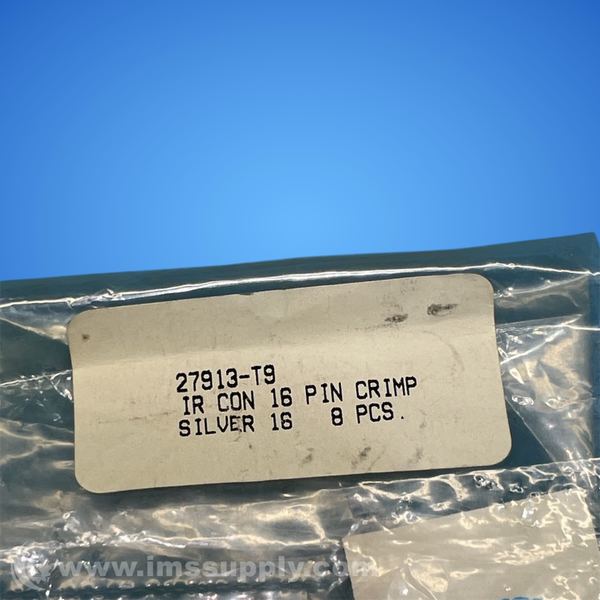 27913-T9
IR CON 16 PIN CRIMP
SILVER 16 8 PCS.
www.imssupply.com